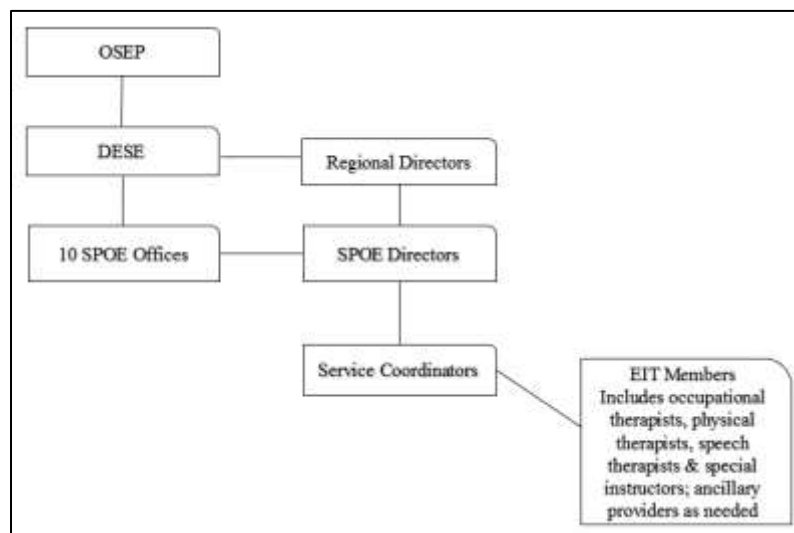 OSEP
DESE
Regional Directors
10 SPOE Offices
SPOE Directors
Service Coordinators
EIT Members
Includes occupational
therapists, physical
therapists, speech
therapists & special
instructors; ancillary
providers as needed